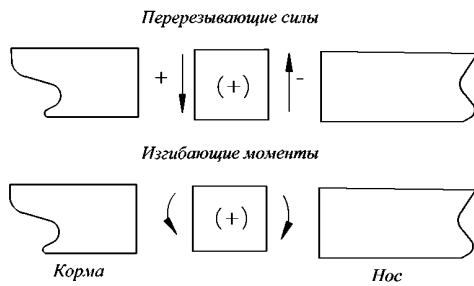 Перерезывающие силы
+ (+) -
Изгибающие моменты
(+)
Корма Нос